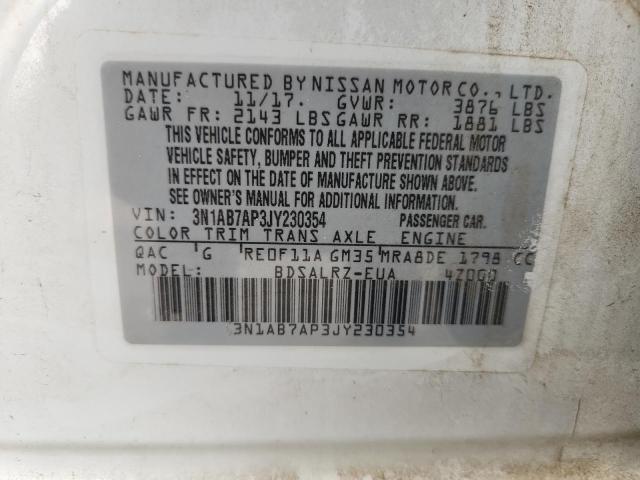 MANUFACTURED BY NISSAN MOTOR CO., LTD.
DATE: 11/17. GVWR: 3876 LBS
GAWR FR: 2143 LBS GAWR RR: 1881 LBS
THIS VEHICLE CONFORMS TO ALL APPLICABLE FEDERAL MOTOR
VEHICLE SAFETY, BUMPER AND THEFT PREVENTION STANDARDS
IN EFFECT ON THE DATE OF MANUFACTURE SHOWN ABOVE.
SEE OWNER'S MANUAL FOR ADDITIONAL INFORMATION.
VIN: 3N1AB7AP3JY230354 PASSENGER CAR.
COLOR TRIM TRANS AXLE ENGINE
QAC G RE0F11A GM35 MRA8DE 1798 CC
MODEL: BDSALRZ-EUA 4Z0G0
3N1AB7AP3JY230354